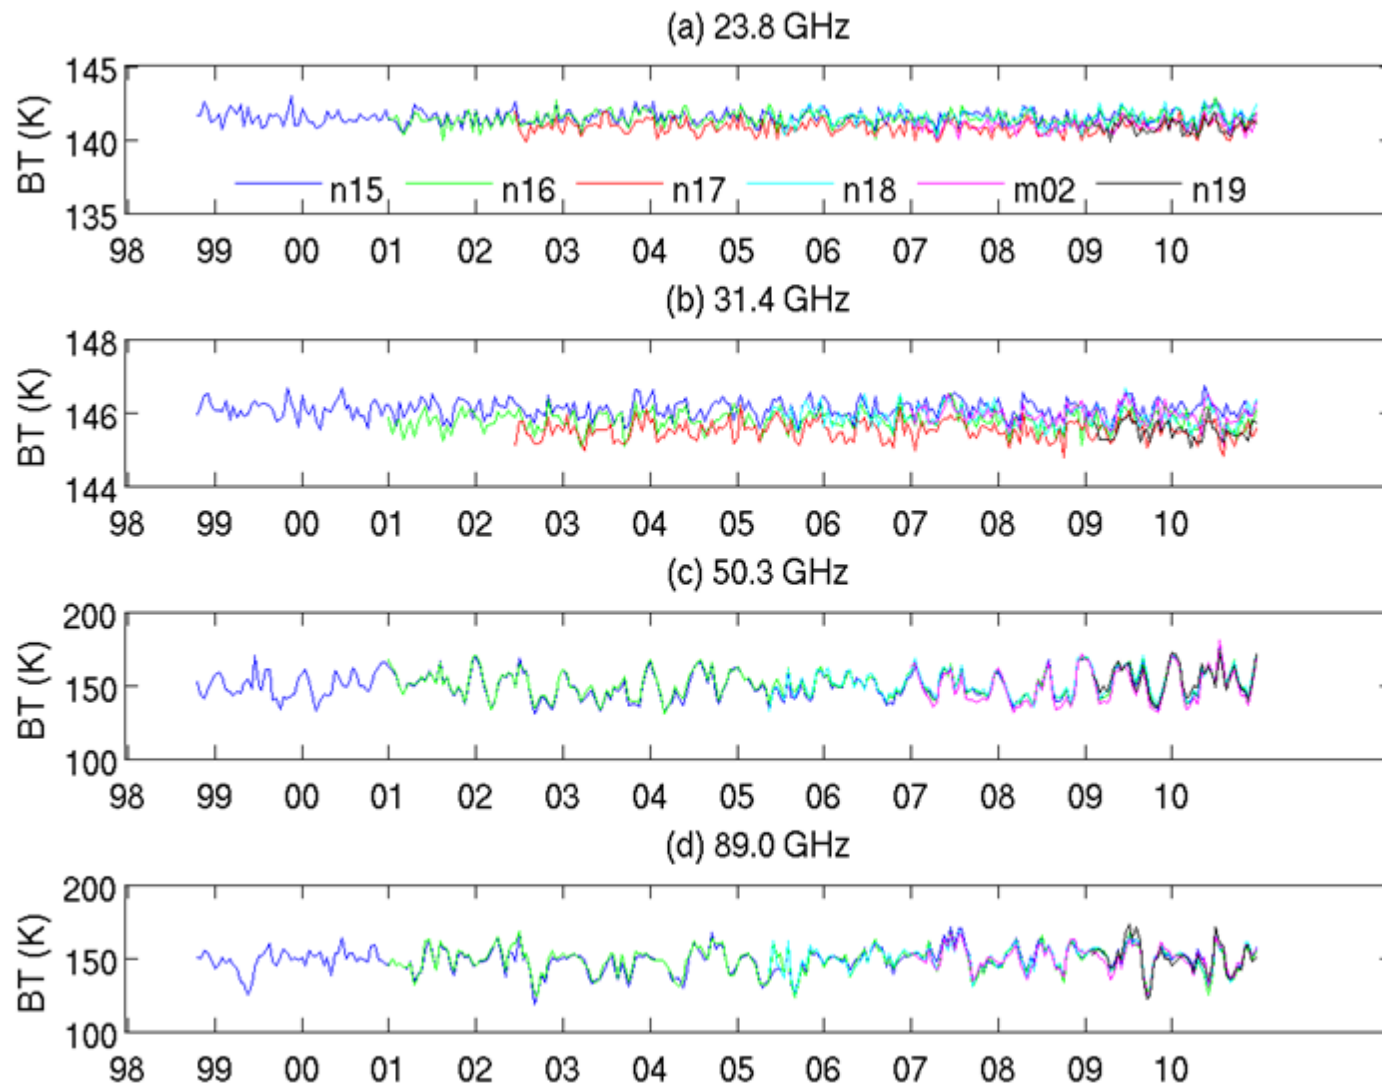 (a) 23.8 GHz
145
140
135
BT (K)
n15 n16 n17 n18 m02 n19
98 99 00 01 02 03 04 05 06 07 08 09 10
(b) 31.4 GHz
148
146
144
BT (K)
98 99 00 01 02 03 04 05 06 07 08 09 10
(c) 50.3 GHz
200
150
100
BT (K)
98 99 00 01 02 03 04 05 06 07 08 09 10
(d) 89.0 GHz
200
150
100
BT (K)
98 99 00 01 02 03 04 05 06 07 08 09 10